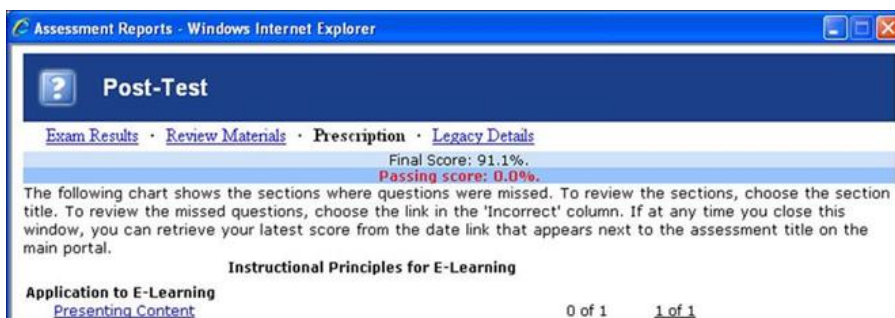 Assessment Reports - Windows Internet Explorer
Post-Test
Exam Results · Review Materials · Prescription · Legacy Details
Final Score: 91.1%.
Passing score: 0.0%.
The following chart shows the sections where questions were missed. To review the sections, choose the section
title. To review the missed questions, choose the link in the 'Incorrect' column. If at any time you close this
window, you can retrieve your latest score from the date link that appears next to the assessment title on the
main portal.
Instructional Principles for E-Learning
Application to E-Learning
Presenting Content 0 of 1 1 of 1